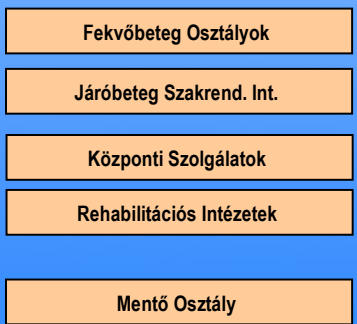 Fekvőbeteg Osztályok
Járóbeteg Szakrend. Int.
Központi Szolgálatok
Rehabilitációs Intézetek
Mentő Osztály